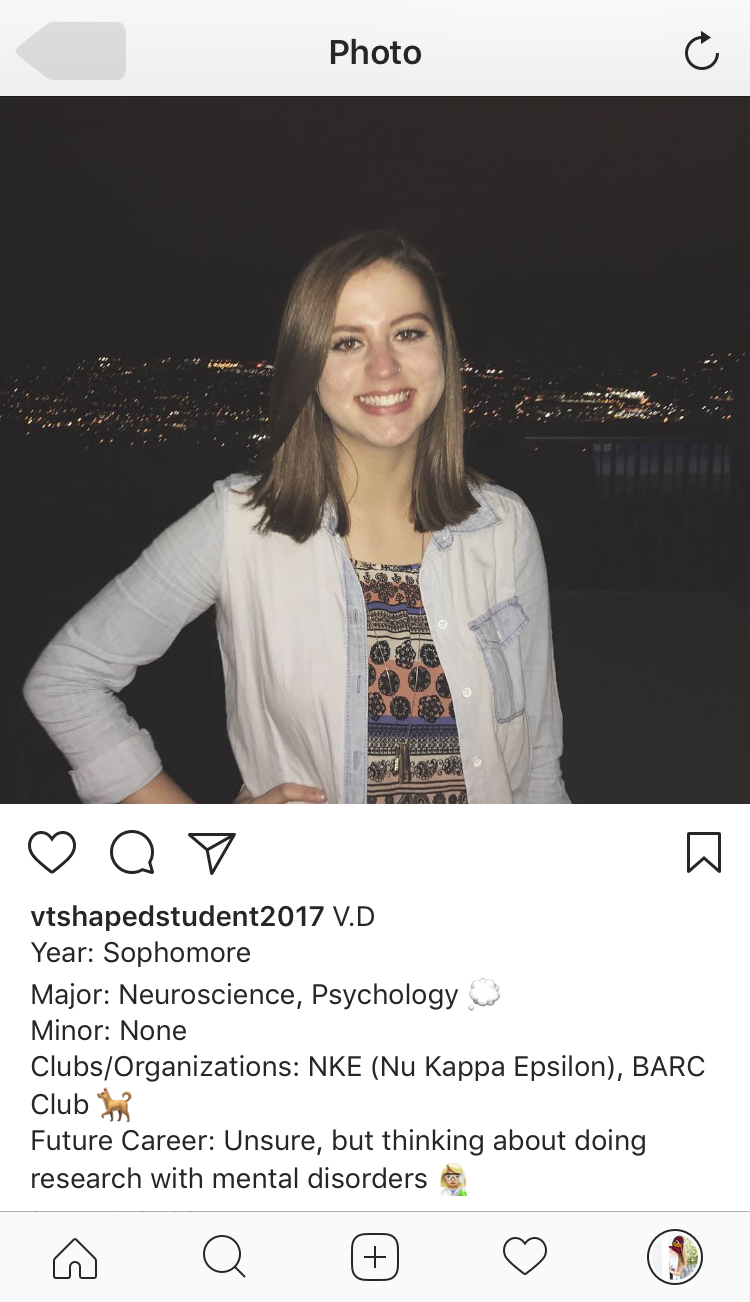 Photo
vtshapedstudent2017 V.D
Year: Sophomore
Major: Neuroscience, Psychology 💭
Minor: None
Clubs/Organizations: NKE (Nu Kappa Epsilon), BARC
Club 🐕
Future Career: Unsure, but thinking about doing
research with mental disorders 👩🏼‍🔬